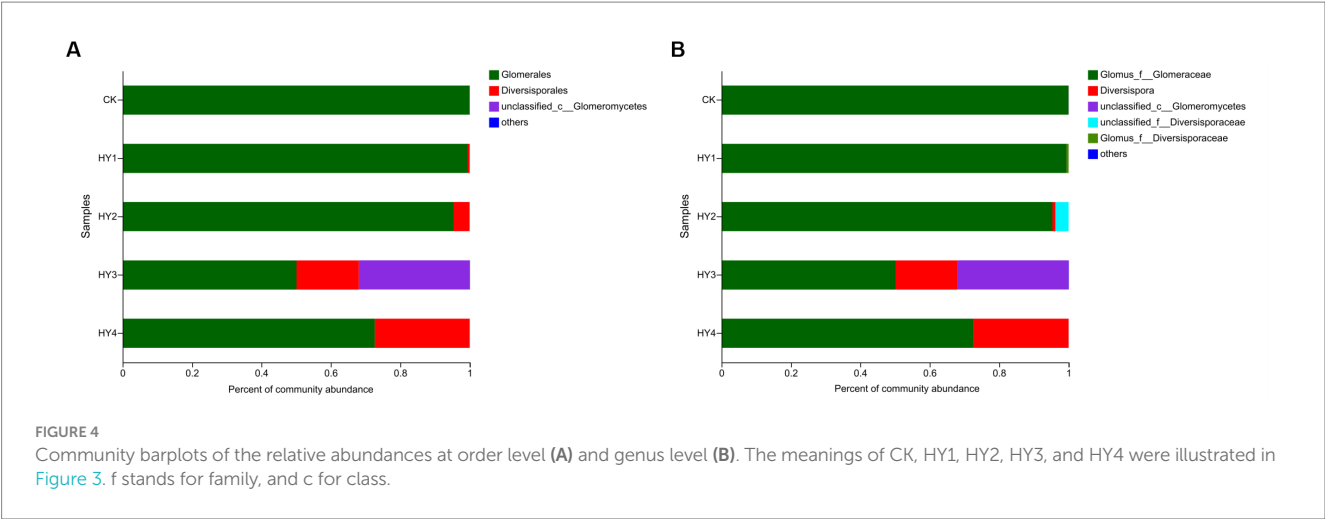 A
Glomerales
Diversisporales
unclassified_c__Glomeromycetes
others
Samples
CK
HY1
HY2
HY3
HY4
0 0.2 0.4 0.6 0.8 1
Percent of community abundance
B
Glomus_f__Glomeraceae
Diversispora
unclassified_c__Glomeromycetes
unclassified_f__Diversisporaceae
Glomus_f__Diversisporaceae
others
Samples
CK
HY1
HY2
HY3
HY4
0 0.2 0.4 0.6 0.8 1
Percent of community abundance
FIGURE 4
Community barplots of the relative abundances at order level (A) and genus level (B). The meanings of CK, HY1, HY2, HY3, and HY4 were illustrated in
Figure 3. f stands for family, and c for class.